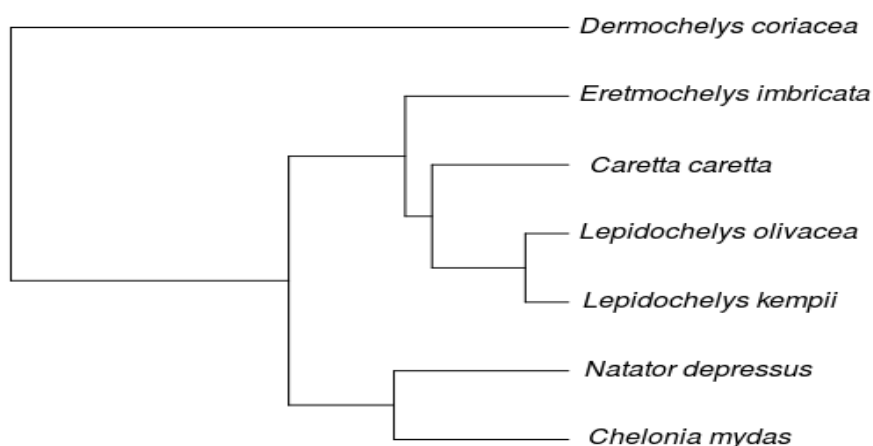 Dermochelys coriacea
Eretmochelys imbricata
Caretta caretta
Lepidochelys olivacea
Lepidochelys kempii
Natator depressus
Chelonia mydas